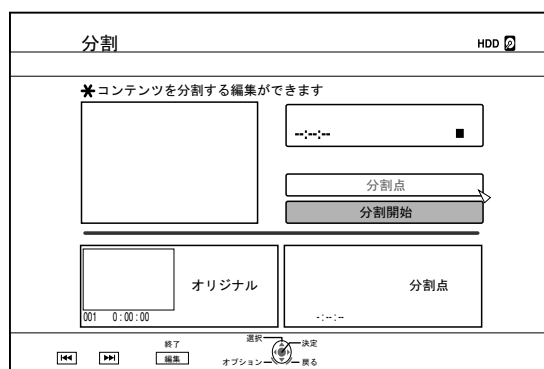 分割
HDD
✱コンテンツを分割する編集ができます
--:--:--
分割点
分割開始
オリジナル
001 0:00:00
分割点
-:--:--
終了
編集
選択
決定
オプション
戻る